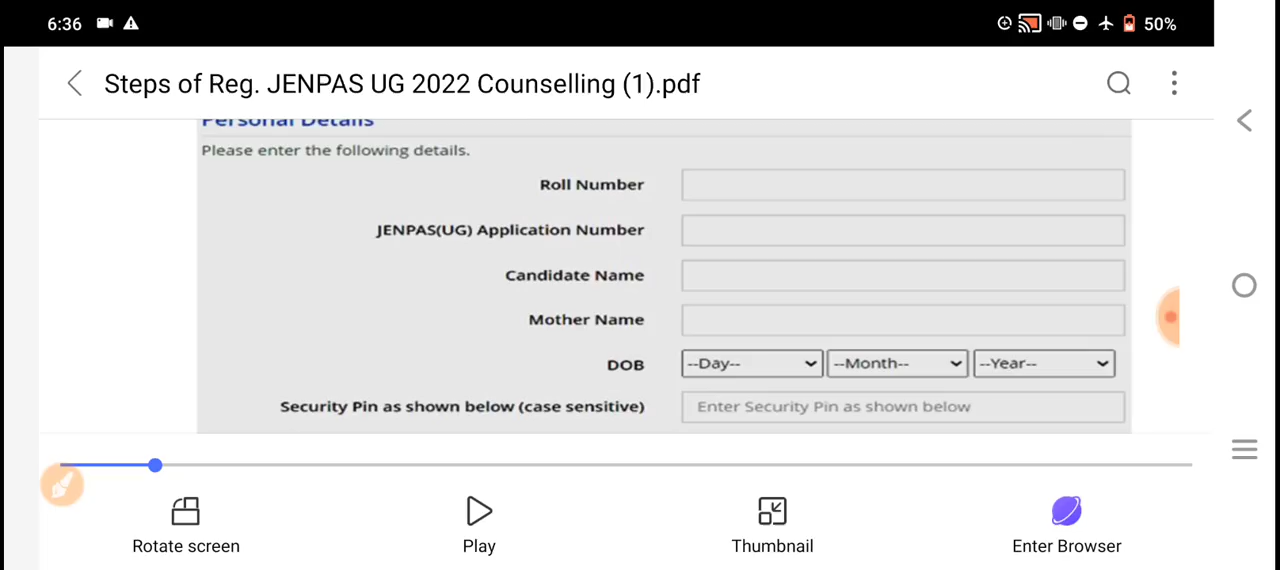 6:36 50%
Steps of Reg. JENPAS UG 2022 Counselling (1).pdf
Personal Details
Please enter the following details.
Roll Number
JENPAS(UG) Application Number
Candidate Name
Mother Name
DOB --Day-- --Month-- --Year--
Security Pin as shown below (case sensitive) Enter Security Pin as shown below
Rotate screen Play Thumbnail Enter Browser